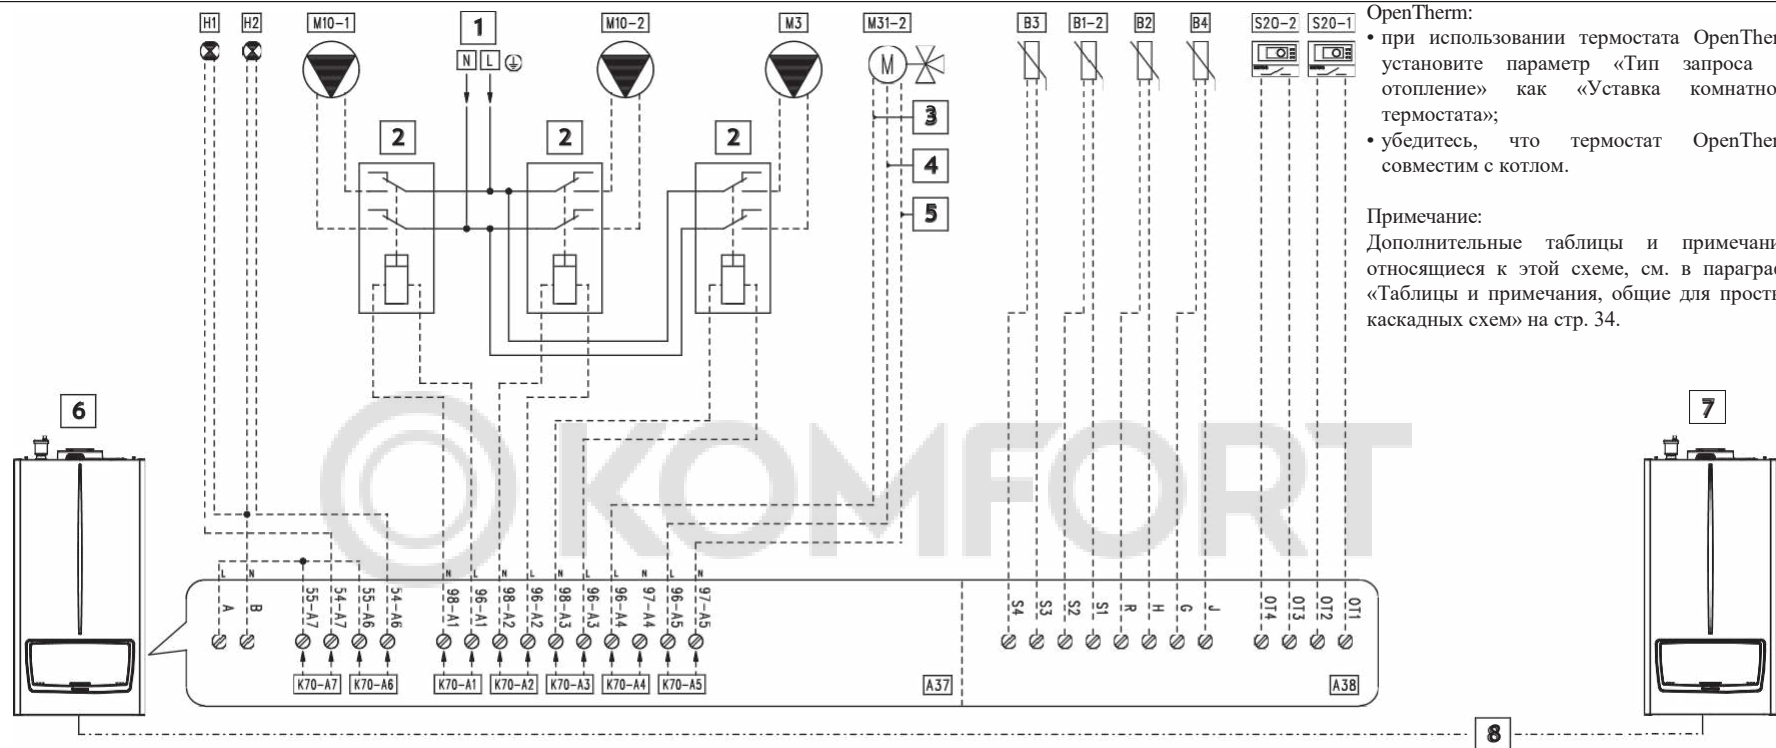 H1 H2 M10-1 1 M10-2 M3 M31-2 B3 B1-2 B2 B4 S20-2 S20-1
N L
M
2 2 2
3
4
5
OpenTherm:
• при использовании термостата OpenTher
установите параметр «Тип запроса
отопление» как «Уставка комнатно
термостата»;
• убедитесь, что термостат OpenTher
совместим с котлом.
Примечание:
Дополнительные таблицы и примечани
относящиеся к этой схеме, см. в параграс
«Таблицы и примечания, общие для прость
каскадных схем» на стр. 34.
6 7
KOMFORT
L N N L N L N L L N L N
A B 55-A7 54-A7 55-A6 54-A6 98-A1 96-A1 98-A2 96-A2 98-A3 96-A3 96-A4 97-A4 96-A5 97-A5 S4 S3 S2 S1 R H G J OT4 OT3 OT2 OT1
K70-A7 K70-A6 K70-A1 K70-A2 K70-A3 K70-A4 K70-A5 A37 A38
8